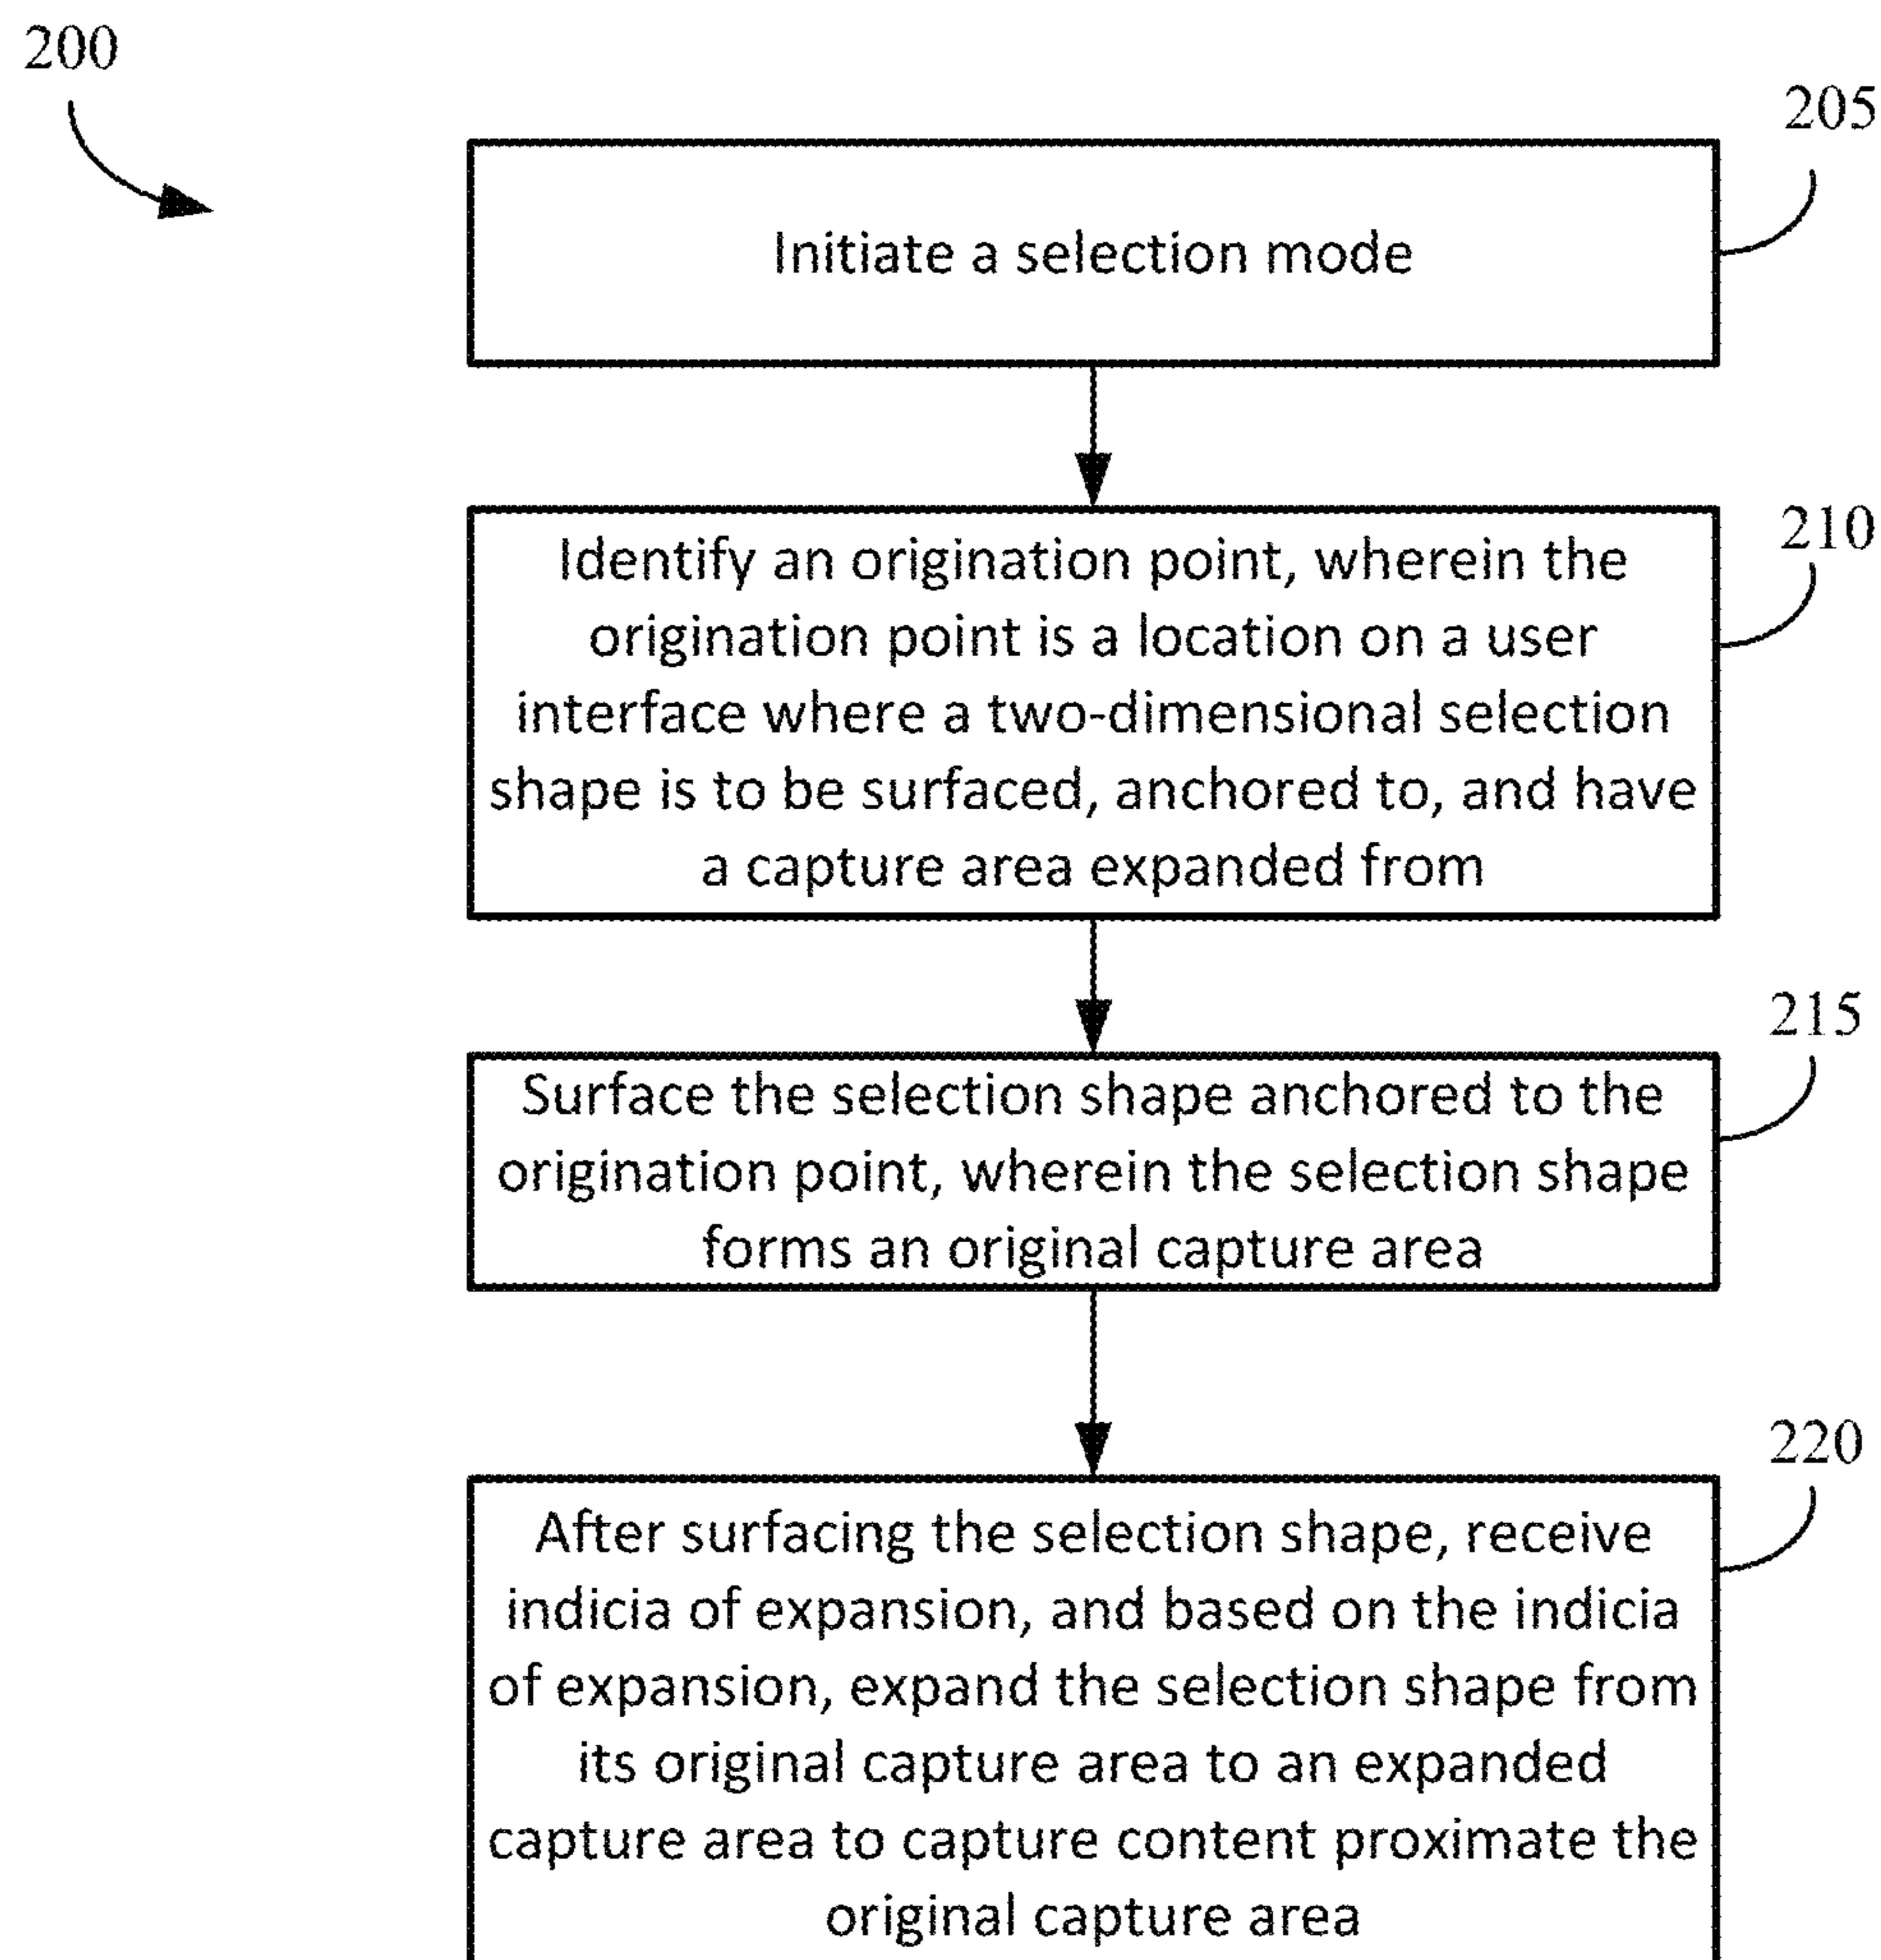 200
205
Initiate a selection mode
210
Identify an origination point, wherein the
origination point is a location on a user
interface where a two-dimensional selection
shape is to be surfaced, anchored to, and have
a capture area expanded from
215
Surface the selection shape anchored to the
origination point, wherein the selection shape
forms an original capture area
220
After surfacing the selection shape, receive
indicia of expansion, and based on the indicia
of expansion, expand the selection shape from
its original capture area to an expanded
capture area to capture content proximate the
original capture area